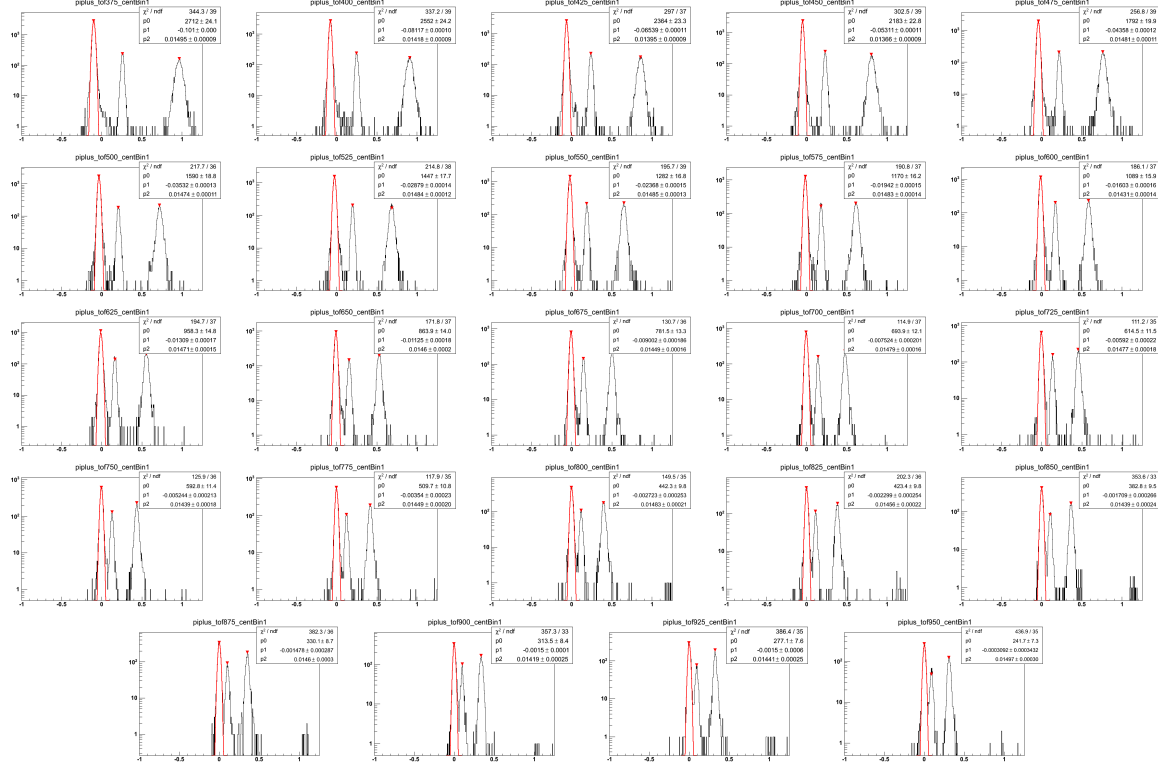 piplus_tof375_centBin1
χ² / ndf 344.3 / 39
p0 2712 ± 24.1
p1 -0.101 ± 0.000
p2 0.01495 ± 0.00009
piplus_tof400_centBin1
χ² / ndf 337.2 / 39
p0 2552 ± 24.2
p1 -0.08117 ± 0.00010
p2 0.01418 ± 0.00009
piplus_tof425_centBin1
χ² / ndf 297 / 39
p0 2364 ± 23.3
p1 -0.06539 ± 0.00011
p2 0.01395 ± 0.00009
piplus_tof450_centBin1
χ² / ndf 302.5 / 39
p0 2183 ± 22.8
p1 -0.05311 ± 0.00011
p2 0.01366 ± 0.00009
piplus_tof475_centBin1
χ² / ndf 256.8 / 39
p0 1792 ± 19.9
p1 -0.04358 ± 0.00012
p2 0.01481 ± 0.00011
piplus_tof500_centBin1
χ² / ndf 217.7 / 36
p0 1590 ± 18.8
p1 -0.03532 ± 0.00013
p2 0.01474 ± 0.00011
piplus_tof525_centBin1
χ² / ndf 214.8 / 38
p0 1447 ± 17.7
p1 -0.02879 ± 0.00014
p2 0.01484 ± 0.00012
piplus_tof550_centBin1
χ² / ndf 195.7 / 39
p0 1282 ± 16.8
p1 -0.02368 ± 0.00015
p2 0.01485 ± 0.00013
piplus_tof575_centBin1
χ² / ndf 190.8 / 37
p0 1170 ± 16.2
p1 -0.01942 ± 0.00015
p2 0.01483 ± 0.00014
piplus_tof600_centBin1
χ² / ndf 186.1 / 37
p0 1089 ± 15.9
p1 -0.01603 ± 0.00016
p2 0.01431 ± 0.00014
piplus_tof625_centBin1
χ² / ndf 194.7 / 37
p0 958.3 ± 14.8
p1 -0.01309 ± 0.00017
p2 0.01471 ± 0.00015
piplus_tof650_centBin1
χ² / ndf 171.8 / 37
p0 863.9 ± 14.0
p1 -0.01125 ± 0.00018
p2 0.0146 ± 0.0002
piplus_tof675_centBin1
χ² / ndf 130.7 / 36
p0 781.5 ± 13.3
p1 -0.009002 ± 0.000186
p2 0.01449 ± 0.00016
piplus_tof700_centBin1
χ² / ndf 114.9 / 37
p0 693.9 ± 12.1
p1 -0.007524 ± 0.000201
p2 0.01479 ± 0.00016
piplus_tof725_centBin1
χ² / ndf 111.2 / 35
p0 614.5 ± 11.5
p1 -0.00592 ± 0.00022
p2 0.01477 ± 0.00018
piplus_tof750_centBin1
χ² / ndf 125.9 / 36
p0 592.8 ± 11.4
p1 -0.005244 ± 0.000213
p2 0.01439 ± 0.00018
piplus_tof775_centBin1
χ² / ndf 117.9 / 35
p0 509.7 ± 10.8
p1 -0.00354 ± 0.00023
p2 0.01449 ± 0.00020
piplus_tof800_centBin1
χ² / ndf 149.5 / 35
p0 442.3 ± 9.8
p1 -0.002723 ± 0.000253
p2 0.01483 ± 0.00021
piplus_tof825_centBin1
χ² / ndf 202.3 / 36
p0 423.4 ± 9.8
p1 -0.002299 ± 0.000254
p2 0.01456 ± 0.00022
piplus_tof850_centBin1
χ² / ndf 353.6 / 33
p0 382.6 ± 9.5
p1 -0.001709 ± 0.000266
p2 0.01439 ± 0.00024
piplus_tof875_centBin1
χ² / ndf 382.3 / 36
p0 330.1 ± 8.7
p1 -0.001478 ± 0.000287
p2 0.0146 ± 0.0003
piplus_tof900_centBin1
χ² / ndf 357.3 / 33
p0 313.5 ± 8.4
p1 -0.0015 ± 0.0001
p2 0.01419 ± 0.00025
piplus_tof925_centBin1
χ² / ndf 386.4 / 35
p0 277.1 ± 7.6
p1 -0.0015 ± 0.0006
p2 0.01441 ± 0.00025
piplus_tof950_centBin1
χ² / ndf 436.9 / 35
p0 241.7 ± 7.3
p1 -0.0003092 ± 0.0003432
p2 0.01497 ± 0.00030